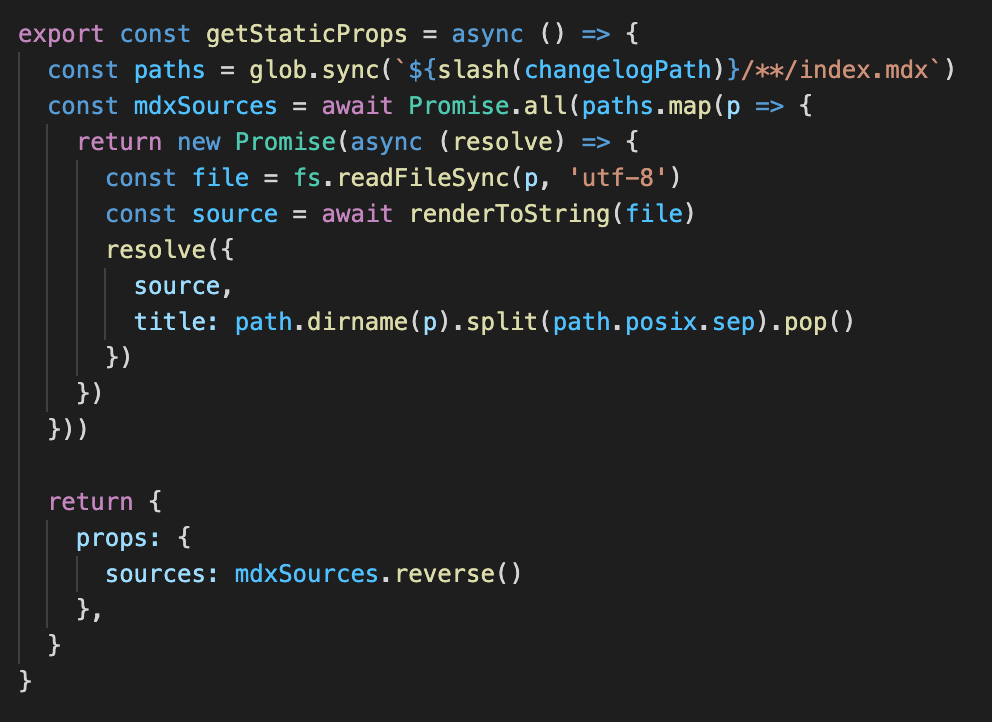 export const getStaticProps = async () => {
  const paths = glob.sync(`${slash(changelogPath)}/**/index.mdx`)
  const mdxSources = await Promise.all(paths.map(p => {
    return new Promise(async (resolve) => {
      const file = fs.readFileSync(p, 'utf-8')
      const source = await renderToString(file)
      resolve({
        source,
        title: path.dirname(p).split(path.posix.sep).pop()
      })
    })
  }))

  return {
    props: {
      sources: mdxSources.reverse()
    },
  }
}